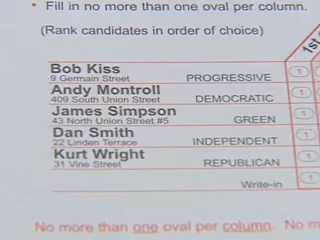 • Fill in no more than one oval per column.
(Rank candidates in order of choice)
1st
Bob Kiss
9 Germain Street PROGRESSIVE 1
Andy Montroll
409 South Union Street DEMOCRATIC 1
James Simpson
43 North Union Street #5 GREEN 1
Dan Smith
22 Linden Terrace INDEPENDENT 1
Kurt Wright
31 Vine Street REPUBLICAN 1
Write-in 1
No more than one oval per column. No m